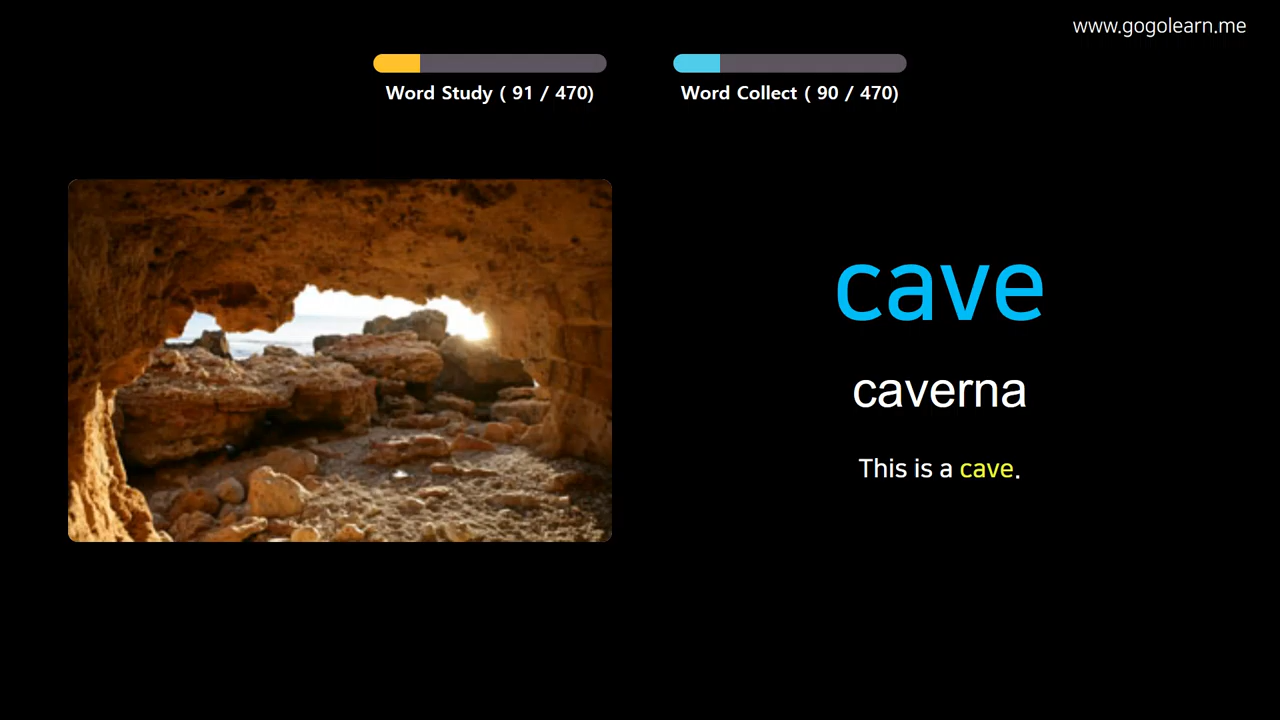 www.gogolearn.me
Word Study ( 91 / 470)
Word Collect ( 90 / 470)
cave
caverna
This is a cave.